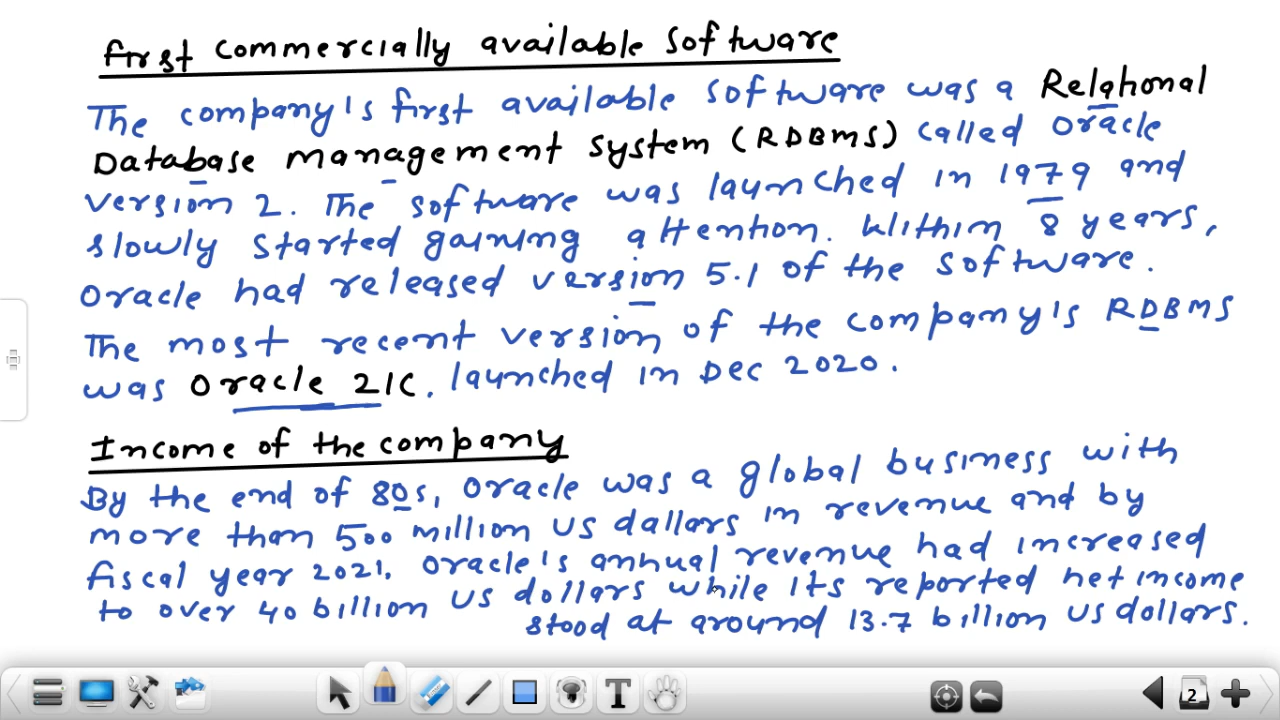 First commercially available Software
The company's first available software was a Relational
Database management System (RDBMS) called Oracle
version 2. The software was launched in 1979 and
slowly started gaining attention. Within 8 years,
Oracle had released version 5.1 of the software.
The most recent version of the company's RDBMS
was Oracle 21C. launched in Dec 2020.
Income of the company
By the end of 80s, Oracle was a global business with
more than 500 million US dallars in revenue and by
fiscal year 2021. Oracle's annual revenue had increased
to over 40 billion US dollars while its reported net income
stood at around 13.7 billion US dollars.
T
2